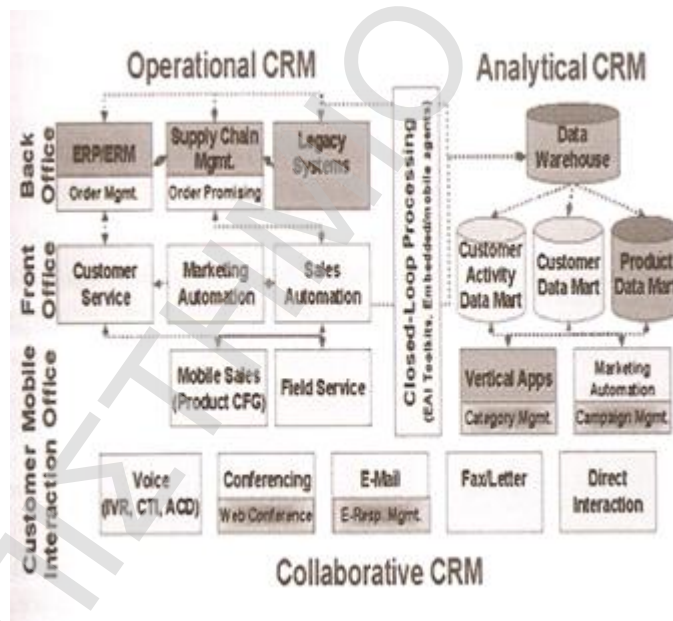 Operational CRM
Analytical CRM
Back
Office
ERP/ERM
Order Mgmt.
Supply Chain
Mgmt.
Order Promising
Legacy
Systems
Closed-Loop Processing
(EAI Toolkits, Embedded/mobile agents)
Data
Warehouse
Front
Office
Customer
Service
Marketing
Automation
Sales
Automation
Customer
Activity
Data Mart
Customer
Data Mart
Product
Data Mart
Mobile
Office
Mobile Sales
(Product CFG)
Field Service
Vertical Apps
Category Mgmt.
Marketing
Automation
Campaign Mgmt.
Customer
Interaction
Voice
(IVR, CTI, ACD)
Conferencing
Web Conference
E-Mail
E-Resp. Mgmt.
Fax/Letter
Direct
Interaction
Collaborative CRM